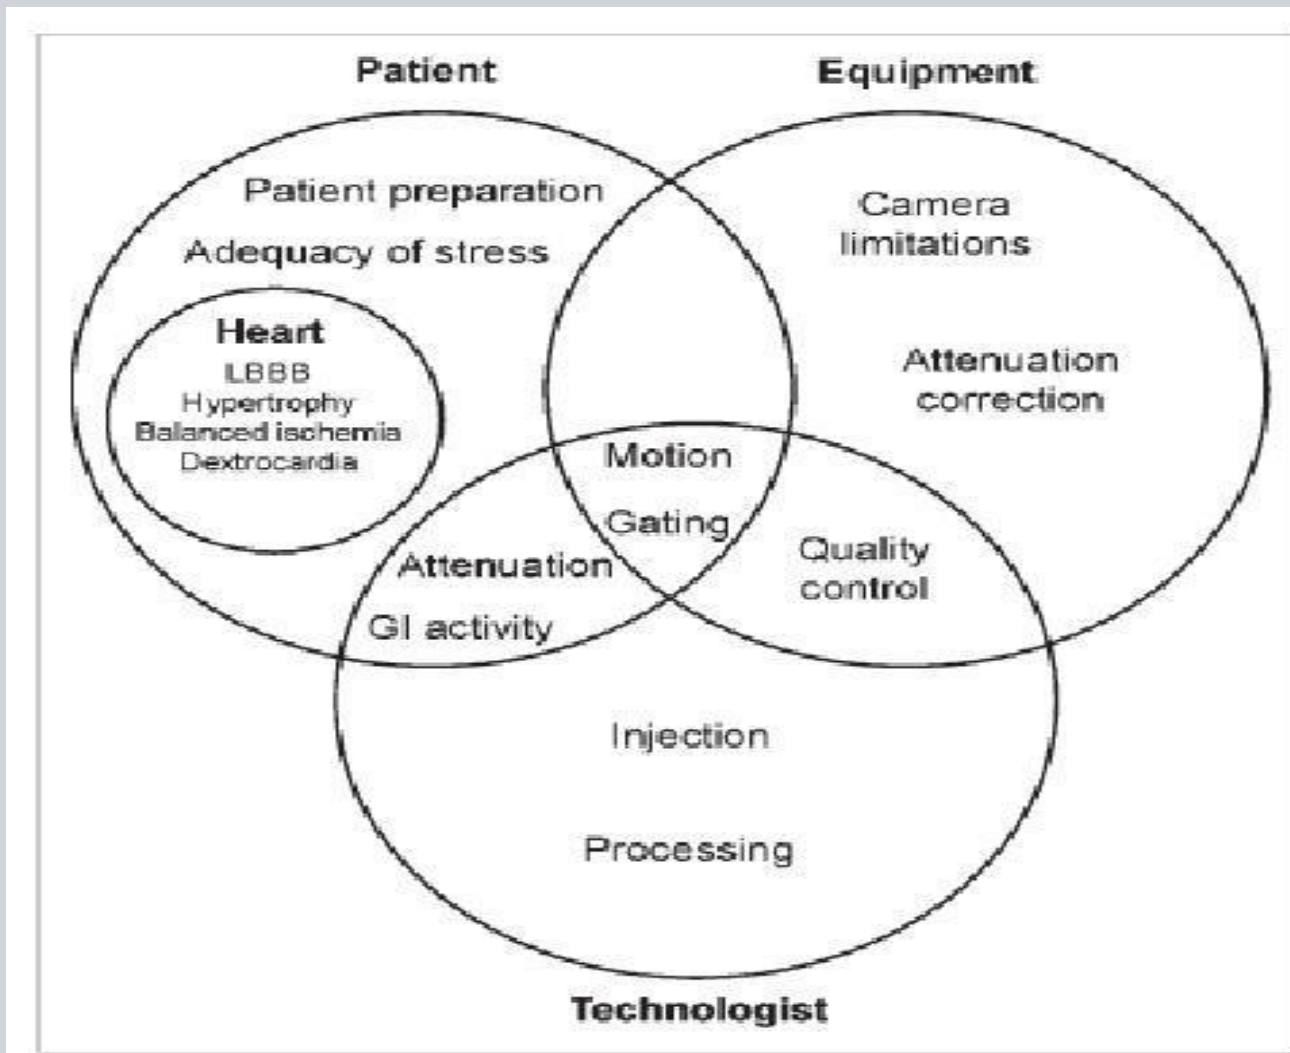 Patient
Equipment
Patient preparation
Adequacy of stress
Camera
limitations
Heart
LBBB
Hypertrophy
Balanced ischemia
Dextrocardia
Attenuation
correction
Motion
Gating
Attenuation
GI activity
Quality
control
Injection
Processing
Technologist